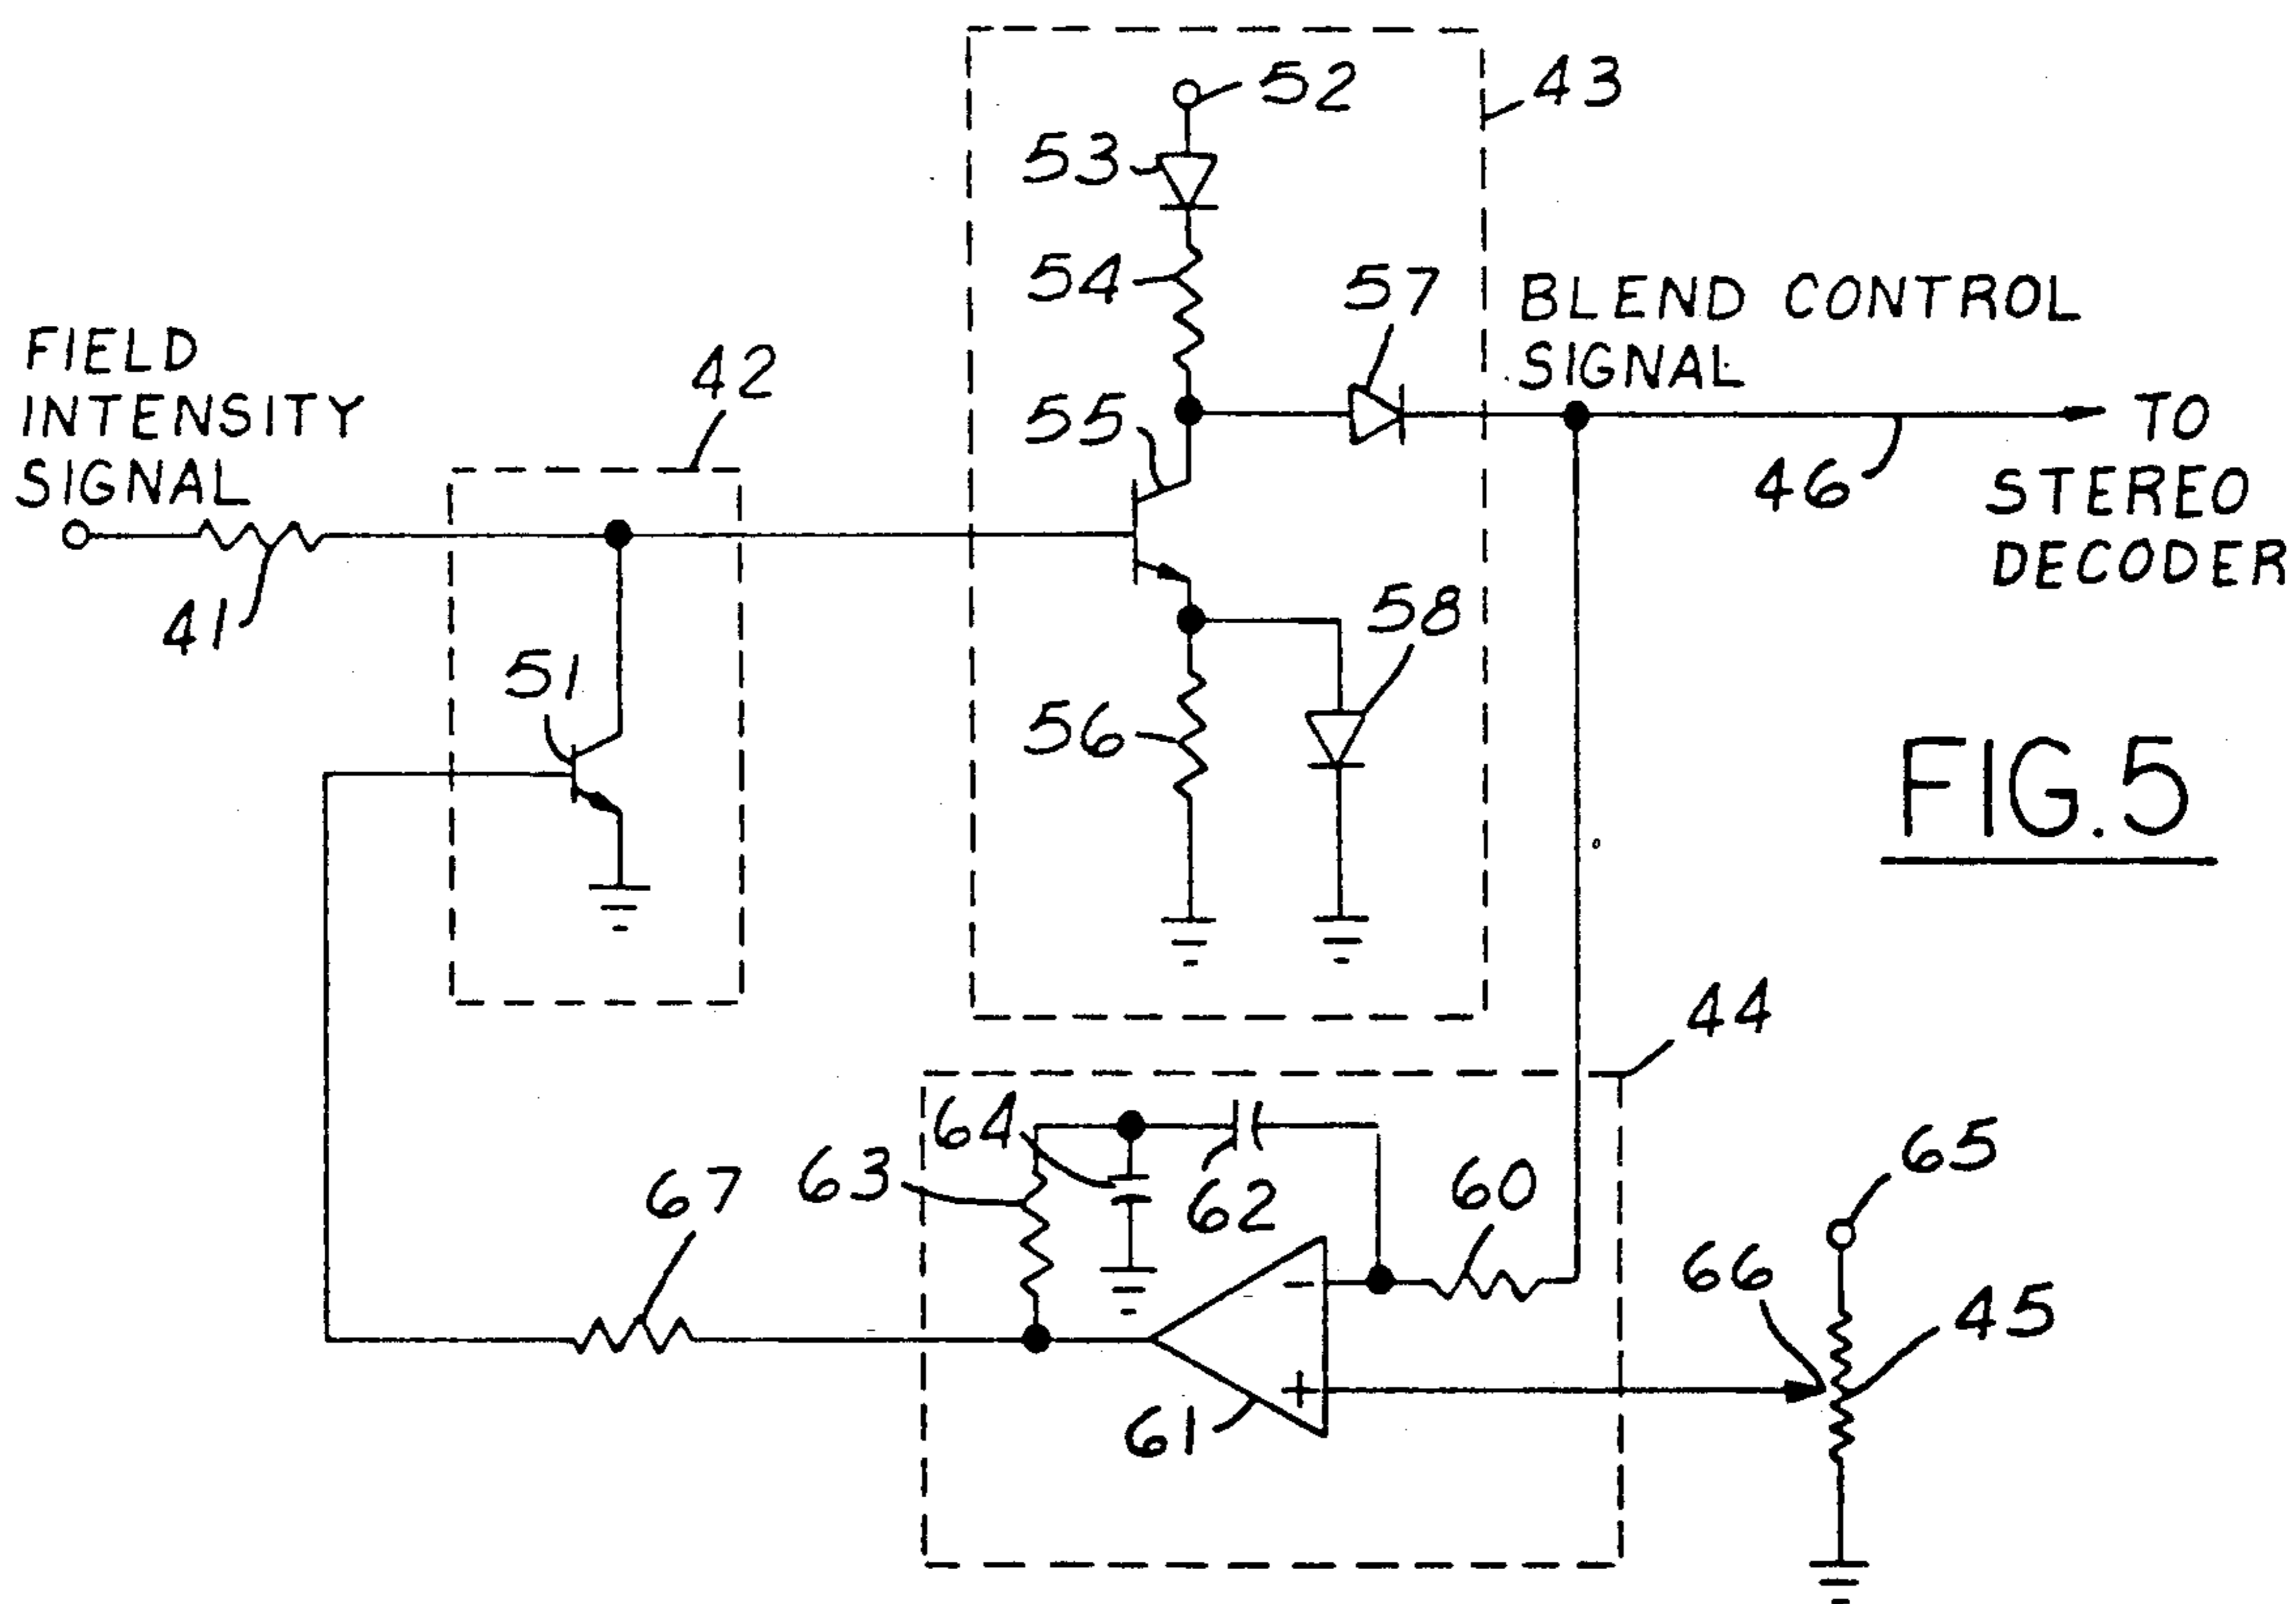 52
43
53
54
57
BLEND CONTROL
SIGNAL
FIELD
INTENSITY
SIGNAL
42
55
TO
STEREO
DECODER
46
41
58
51
56
FIG.5
44
64
63
62
60
65
67
66
45
-
+
61